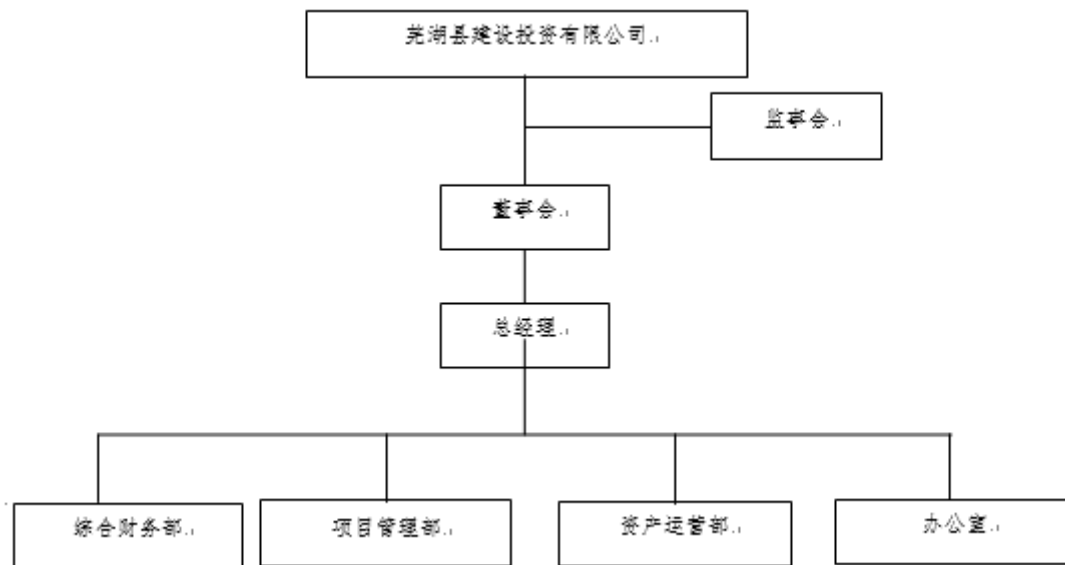 芜湖县建设投资有限公司
监事会
董事会
总经理
综合财务部
项目管理部
资产运营部
办公室